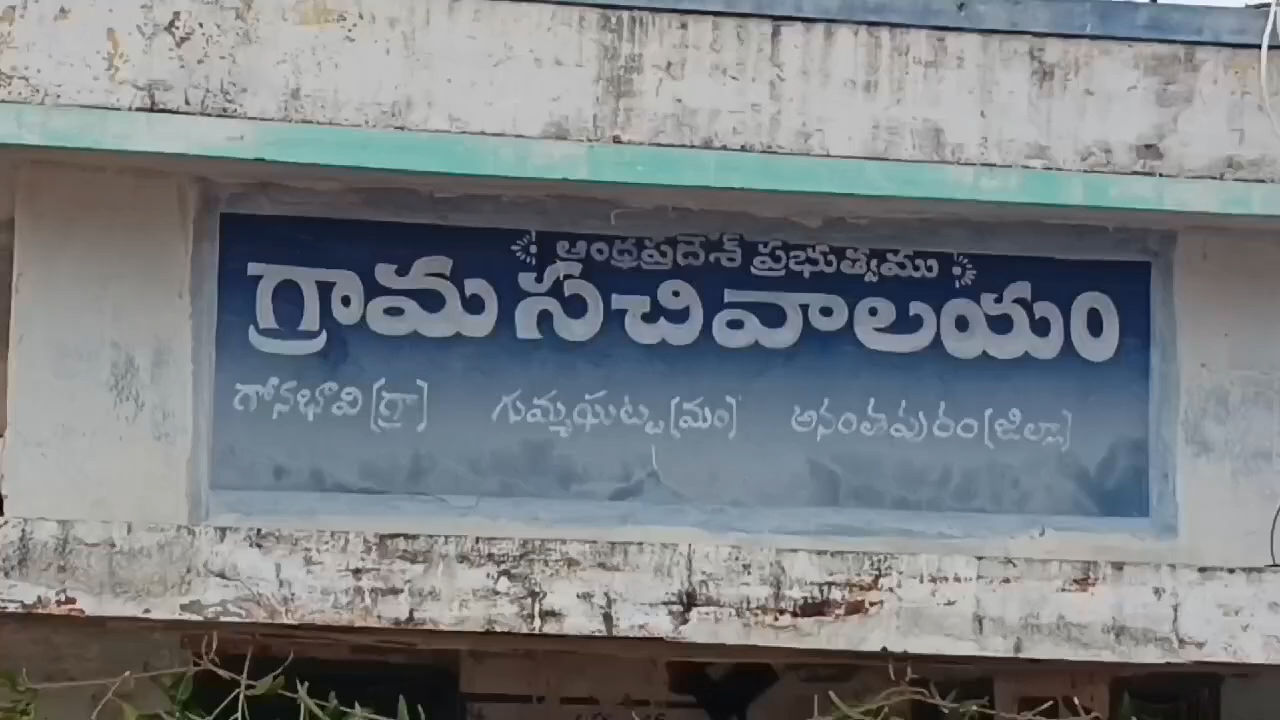 ఆంధ్రప్రదేశ్ ప్రభుత్వము
గ్రామ సచివాలయం
గోనభావి (గ్రా) గుమ్మఘట్ట (మం) అనంతపురం (జిల్లా)